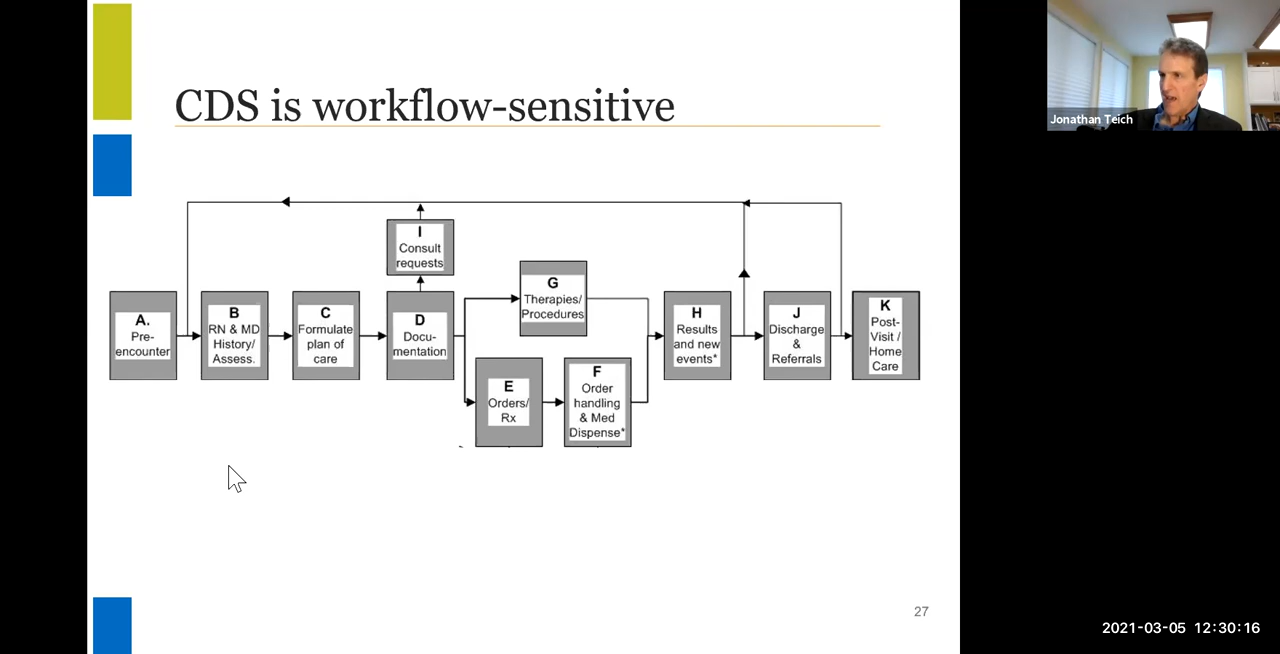 CDS is workflow-sensitive
Jonathan Teich
I
Consult
requests
G
Therapies/
Procedures
A.
Pre-
encounter
B
RN & MD
History/
Assess.
C
Formulate
plan of
care
D
Docu-
mentation
E
Orders/
Rx
F
Order
handling
& Med
Dispense*
H
Results
and new
events*
J
Discharge
&
Referrals
K
Post-
Visit /
Home
Care
27
2021-03-05 12:30:16